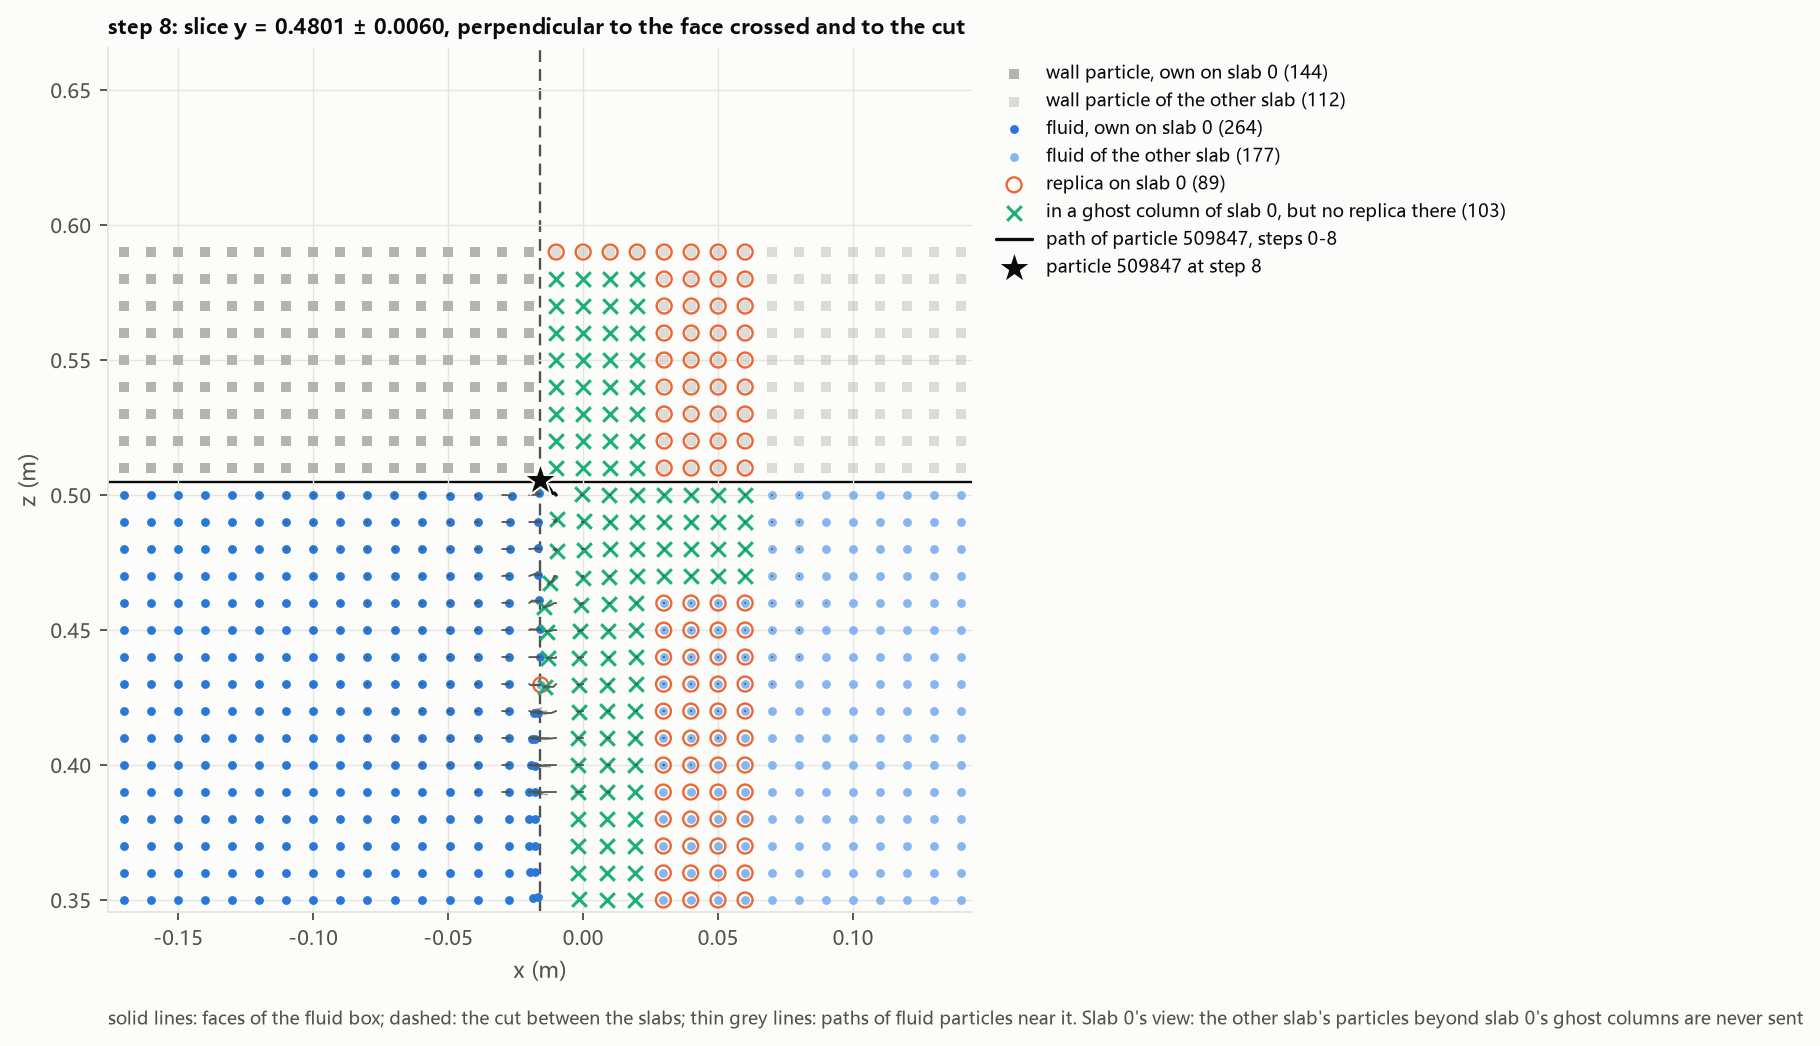 step 8: slice y = 0.4801 ± 0.0060, perpendicular to the face crossed and to the cut
wall particle, own on slab 0 (144)
wall particle of the other slab (112)
fluid, own on slab 0 (264)
fluid of the other slab (177)
replica on slab 0 (89)
in a ghost column of slab 0, but no replica there (103)
path of particle 509847, steps 0-8
particle 509847 at step 8
z (m)
0.65
0.60
0.55
0.50
0.45
0.40
0.35
-0.15 -0.10 -0.05 0.00 0.05 0.10
x (m)
solid lines: faces of the fluid box; dashed: the cut between the slabs; thin grey lines: paths of fluid particles near it. Slab 0's view: the other slab's particles beyond slab 0's ghost columns are never sent